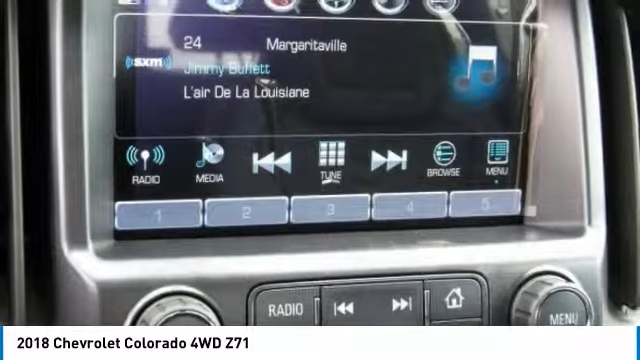 24 Margaritaville
((sxm)) Jimmy Buffett
L'air De La Louisiane
RADIO MEDIA TUNE BROWSE MENU
1 2 3 4 5
RADIO MENU
2018 Chevrolet Colorado 4WD Z71